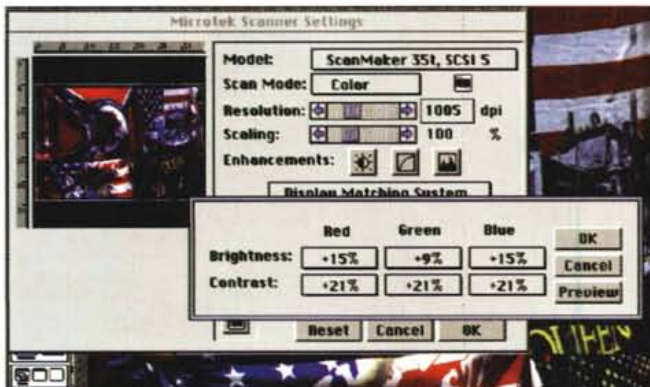 Microtek Scanner Settings
Model: ScanMaker 35t, SCSI 5
Scan Mode: Color
Resolution: 1005 dpi
Scaling: 100 %
Enhancements:
Display Matching System
Red Green Blue
Brightness: +15% +9% +15%
Contrast: +21% +21% +21%
OK
Cancel
Preview
Reset Cancel OK